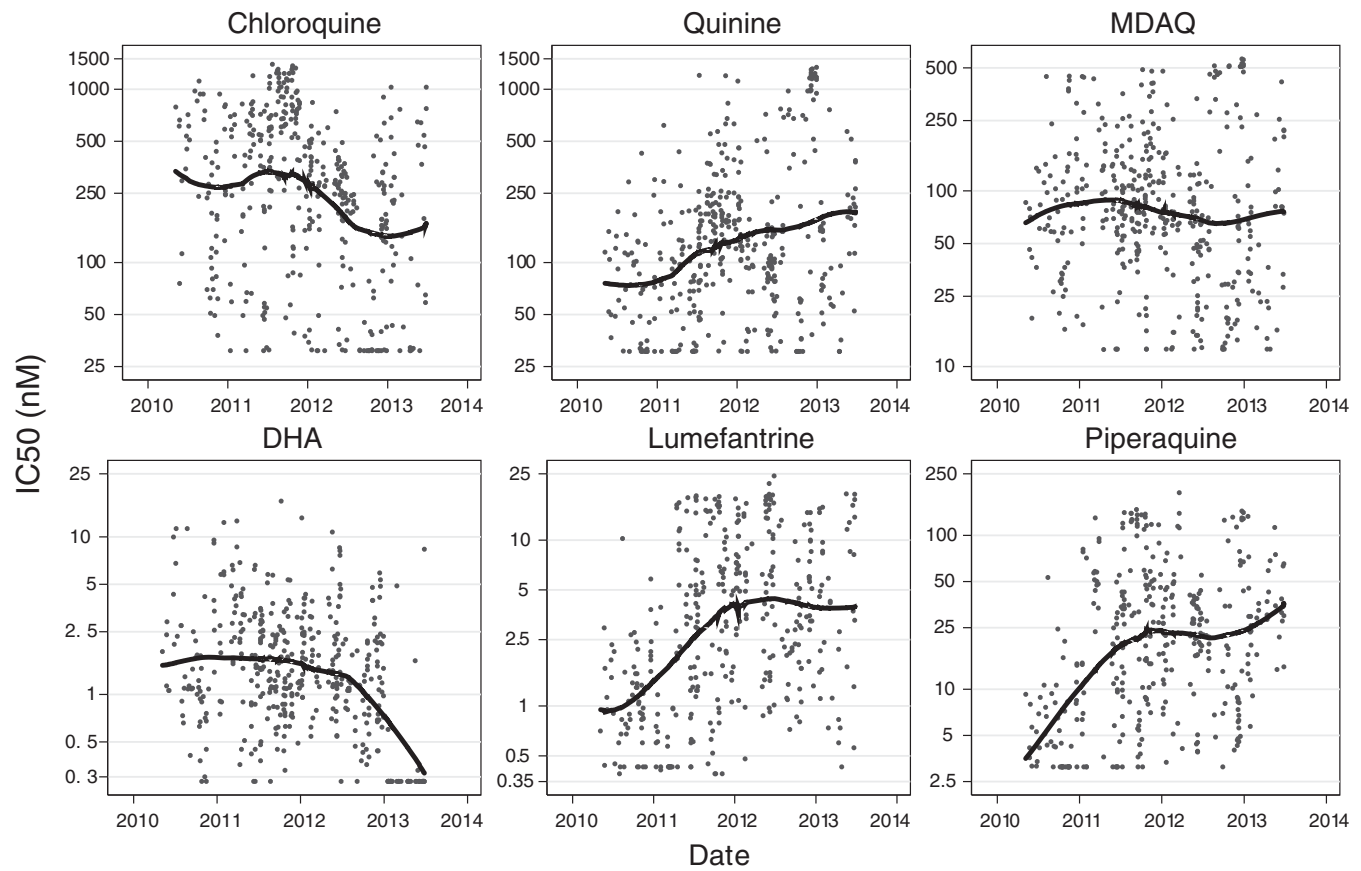 Chloroquine Quinine MDAQ
1500 1500 500
1000 1000
500 500 250
250 250 100
100 100 50
50 50 25
25 25 10
2010 2011 2012 2013 2014 2010 2011 2012 2013 2014 2010 2011 2012 2013 2014
IC50 (nM)
DHA Lumefantrine Piperaquine
25 25 250
10 10 100
5 5 50
2. 5 2.5 25
1 1 10
0. 5 0.5 5
0. 3 0.35 2.5
2010 2011 2012 2013 2014 2010 2011 2012 2013 2014 2010 2011 2012 2013 2014
Date